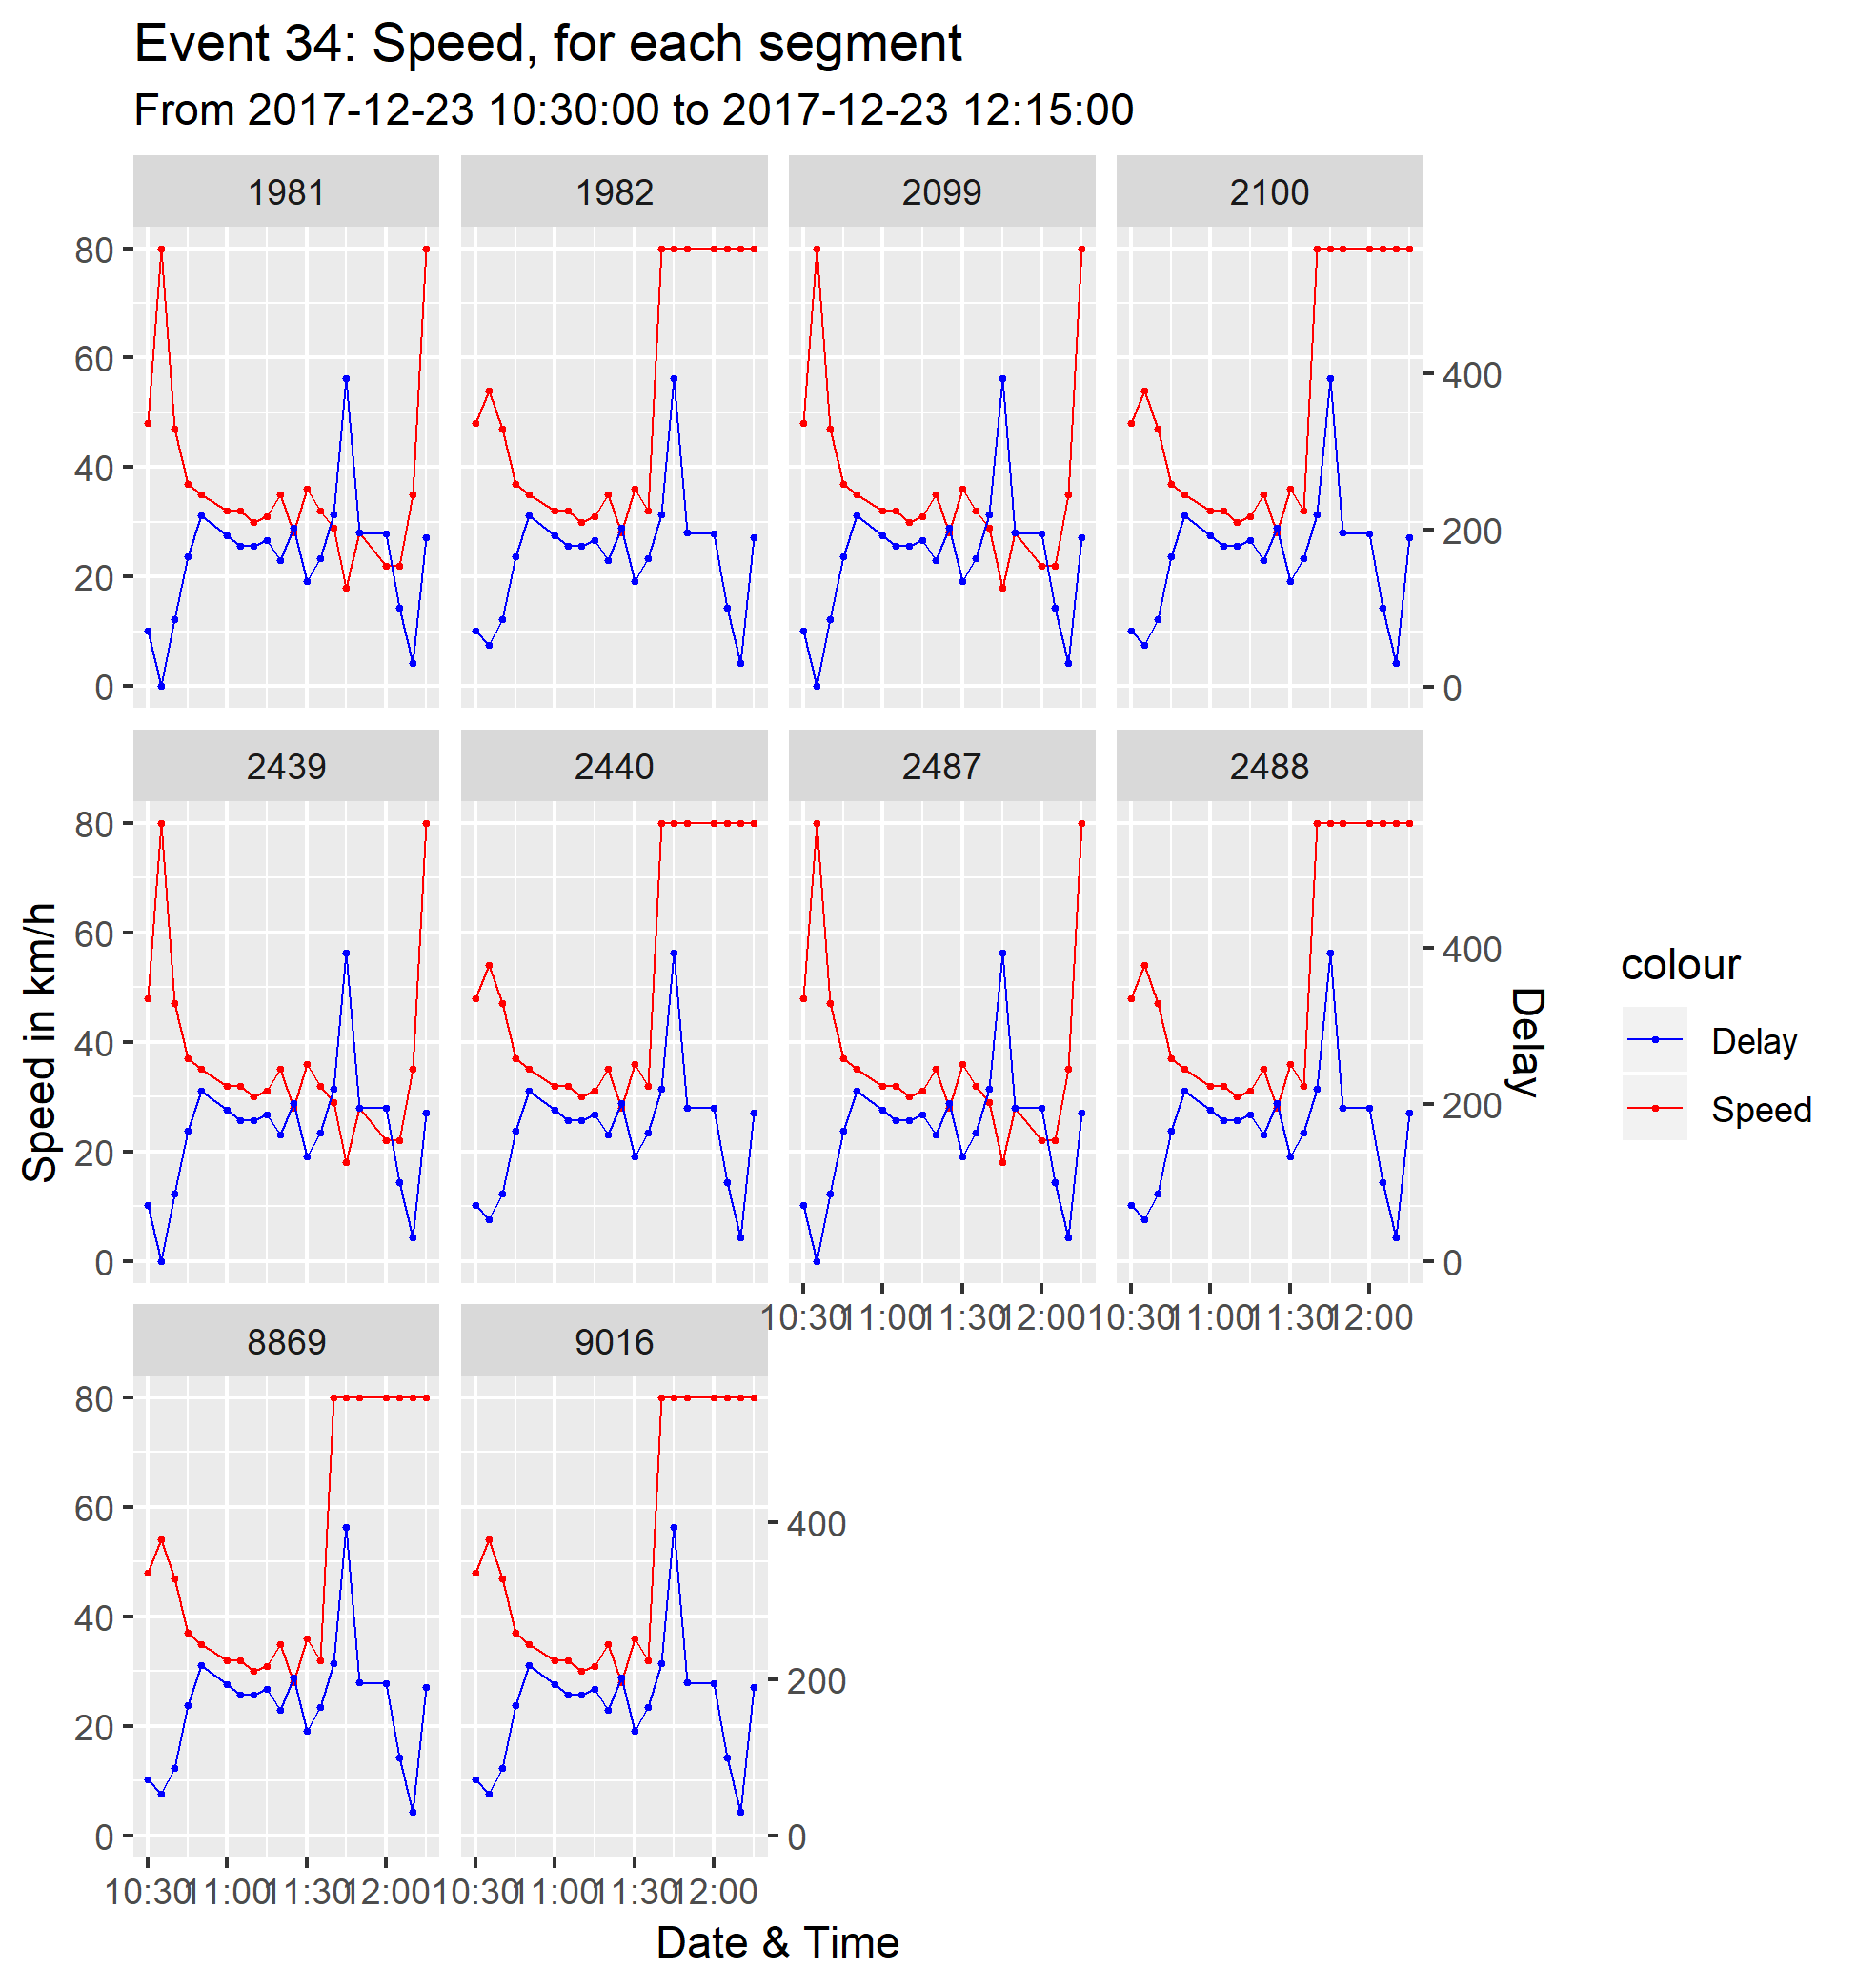 Event 34: Speed, for each segment
From 2017-12-23 10:30:00 to 2017-12-23 12:15:00
1981 1982 2099 2100
80
60
40
20
0
400
200
0
2439 2440 2487 2488
80
60
40
20
0
400
200
0
10:30 11:00 11:30 12:00 10:30 11:00 11:30 12:00
8869 9016
80
60
40
20
0
400
200
0
10:30 11:00 11:30 12:00 10:30 11:00 11:30 12:00
Date & Time
Speed in km/h
Delay
colour
Delay
Speed